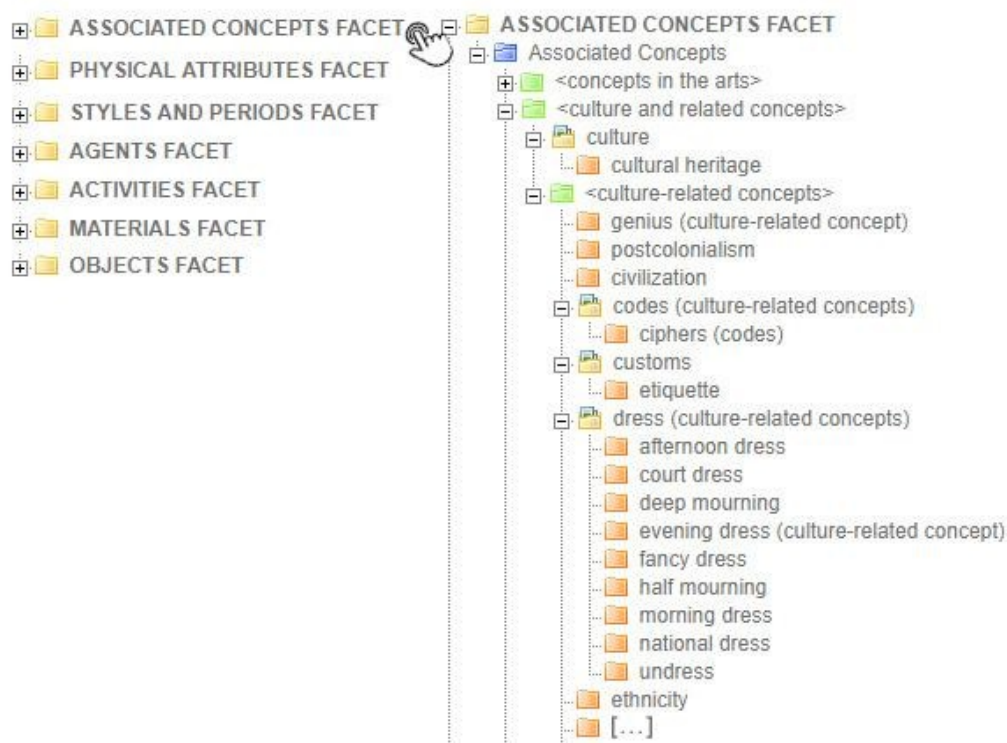 ASSOCIATED CONCEPTS FACET
PHYSICAL ATTRIBUTES FACET
STYLES AND PERIODS FACET
AGENTS FACET
ACTIVITIES FACET
MATERIALS FACET
OBJECTS FACET
ASSOCIATED CONCEPTS FACET
Associated Concepts
<concepts in the arts>
<culture and related concepts>
culture
cultural heritage
<culture-related concepts>
genius (culture-related concept)
postcolonialism
civilization
codes (culture-related concepts)
ciphers (codes)
customs
etiquette
dress (culture-related concepts)
afternoon dress
court dress
deep mourning
evening dress (culture-related concept)
fancy dress
half mourning
morning dress
national dress
undress
ethnicity
[...]